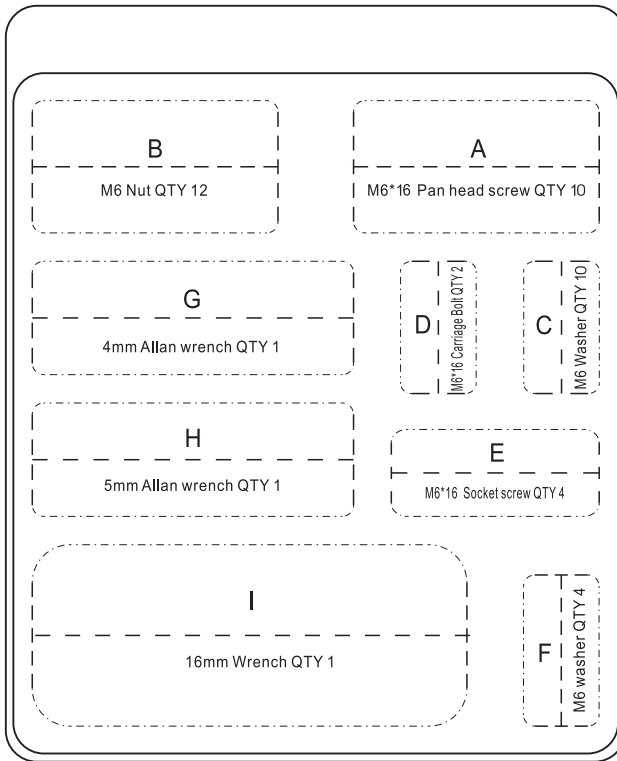 B
M6 Nut QTY 12
A
M6*16 Pan head screw QTY 10
G
4mm Allan wrench QTY 1
D
M6*16 Carriage Bolt QTY 2
C
M6 Washer QTY 10
H
5mm Allan wrench QTY 1
E
M6*16 Socket screw QTY 4
I
16mm Wrench QTY 1
F
M6 washer QTY 4